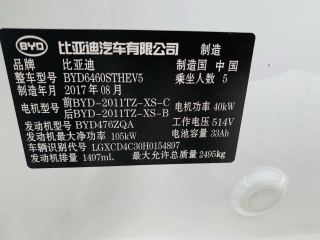 BYD 比亚迪汽车有限公司 制造
品牌 比亚迪 制造国 中国
整车型号 BYD6460STHEV5 乘坐人数 5
制造年月 2017年08月
电机型号 前BYD-2011TZ-XS-C 电机功率 40kW
后BYD-2011TZ-XS-B 工作电压 514V
发动机型号 BYD476ZQA 电池容量 33Ah
最大净功率 105kW
车辆识别代号 LGXCD4C30H0154897
发动机排量 1497mL 最大允许总质量 2495kg